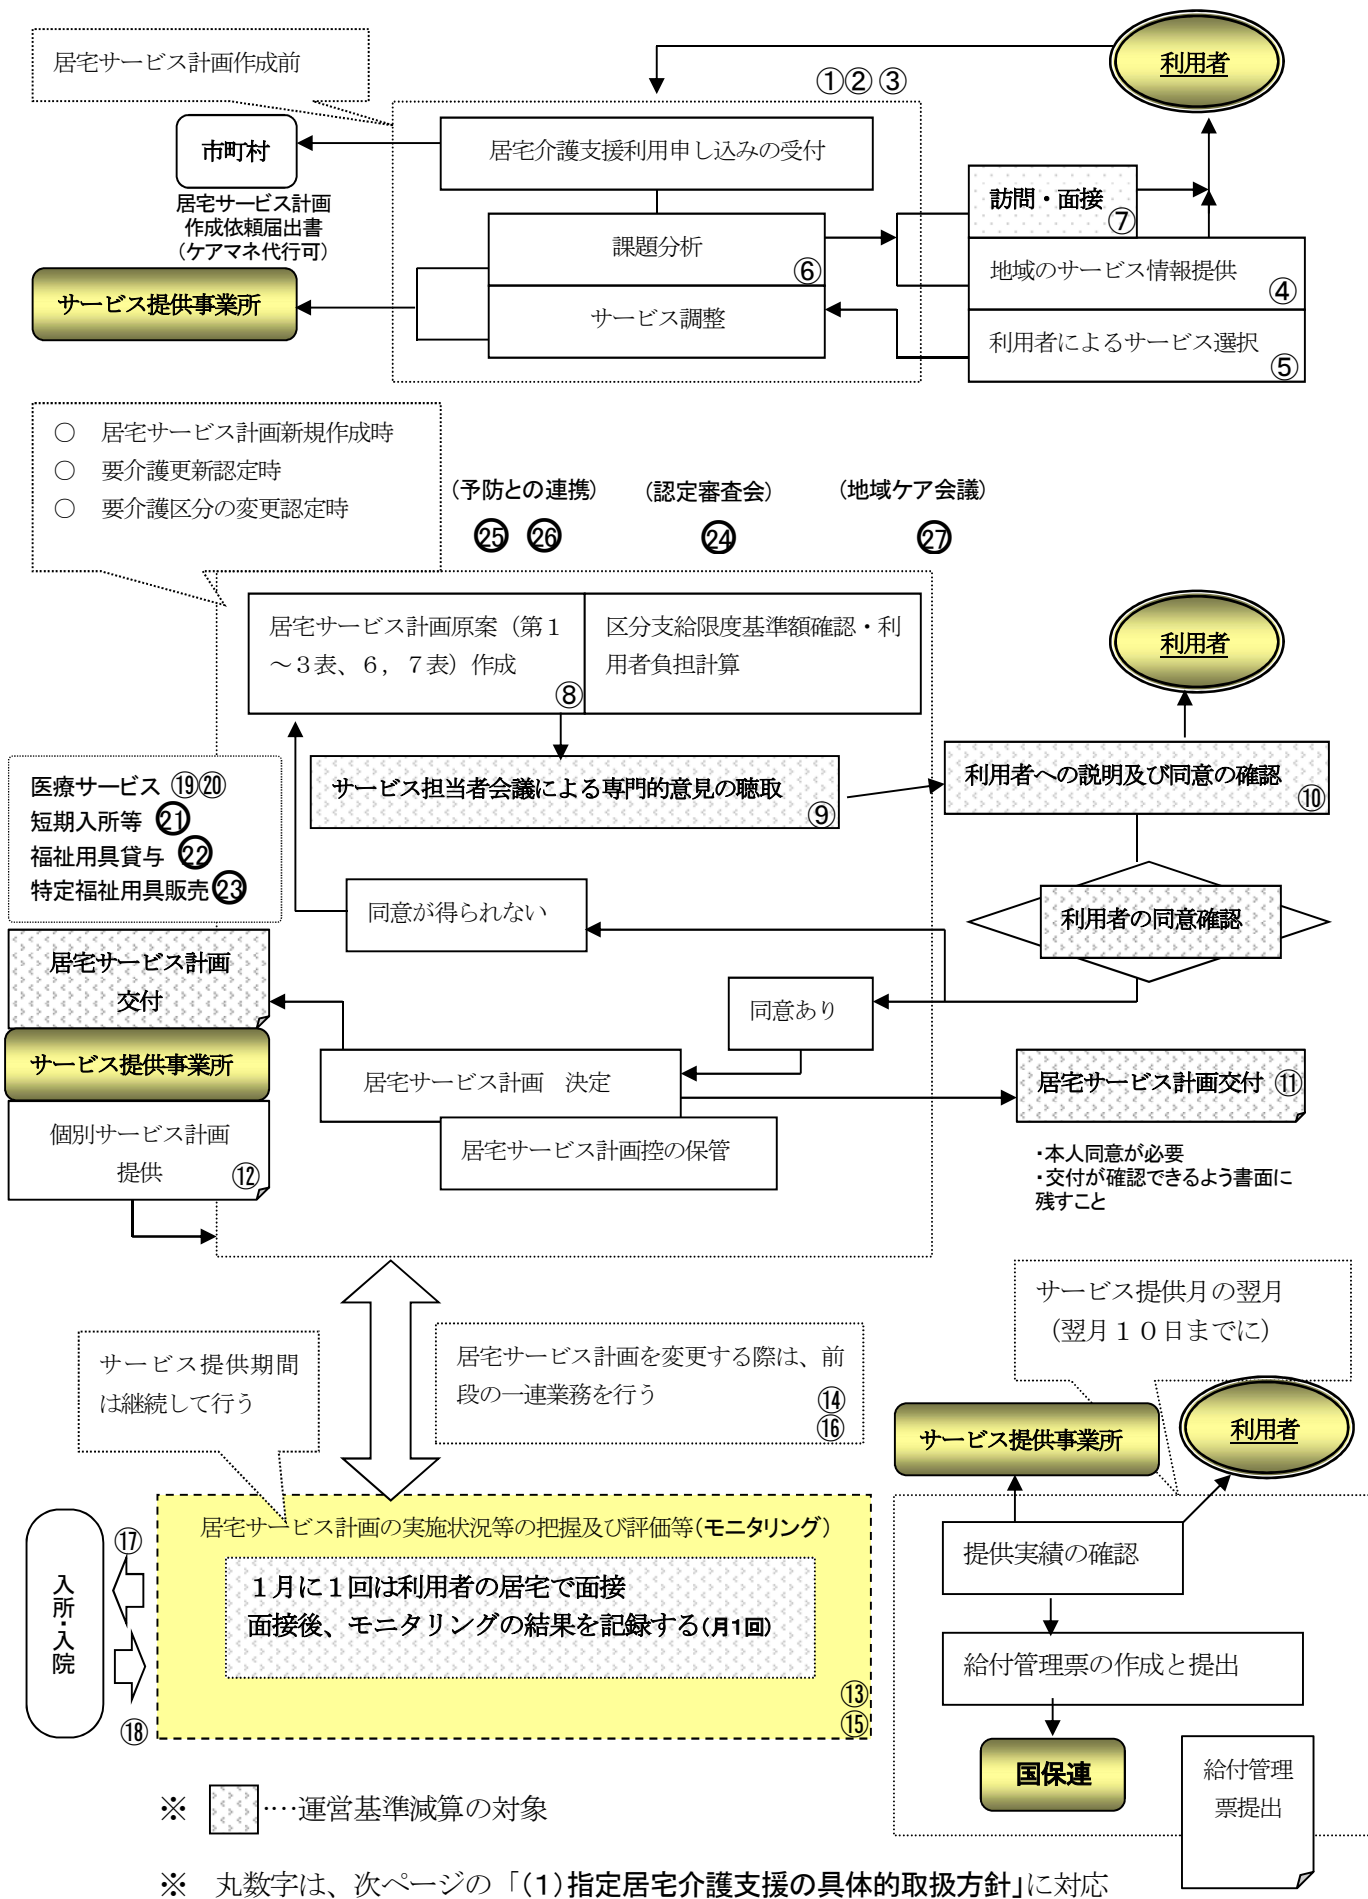 居宅サービス計画作成前
利用者
①② ③
市町村
居宅介護支援利用申し込みの受付
居宅サービス計画
作成依頼届出書
（ケアマネ代行可）
訪問・面接
⑦
課題分析
⑥
地域のサービス情報提供
④
サービス提供事業所
サービス調整
利用者によるサービス選択
⑤
○　居宅サービス計画新規作成時
○　要介護更新認定時
○　要介護区分の変更認定時
（予防との連携）　（認定審査会）　（地域ケア会議）
㉕ ㉖　㉔　㉗
居宅サービス計画原案（第１
～３表、６，７表）作成
⑧
区分支給限度基準額確認・利
用者負担計算
利用者
医療サービス ⑲⑳
短期入所等 ㉑
福祉用具貸与 ㉒
特定福祉用具販売㉓
サービス担当者会議による専門的意見の聴取
⑨
利用者への説明及び同意の確認
⑩
同意が得られない
利用者の同意確認
居宅サービス計画
交付
同意あり
サービス提供事業所
居宅サービス計画　決定
居宅サービス計画交付 ⑪
個別サービス計画
提供
⑫
居宅サービス計画控の保管
・本人同意が必要
・交付が確認できるよう書面に
残すこと
サービス提供月の翌月
（翌月１０日までに）
サービス提供期間
は継続して行う
居宅サービス計画を変更する際は、前
段の一連業務を行う
⑭
⑯
サービス提供事業所
利用者
居宅サービス計画の実施状況等の把握及び評価等（モニタリング）
１月に１回は利用者の居宅で面接
面接後、モニタリングの結果を記録する（月1回）
⑬
⑮
⑰
入所・入院
⑱
提供実績の確認
給付管理票の作成と提出
国保連
給付管理
票提出
※　‥‥運営基準減算の対象
※　丸数字は、次ページの「(１)指定居宅介護支援の具体的取扱方針」に対応